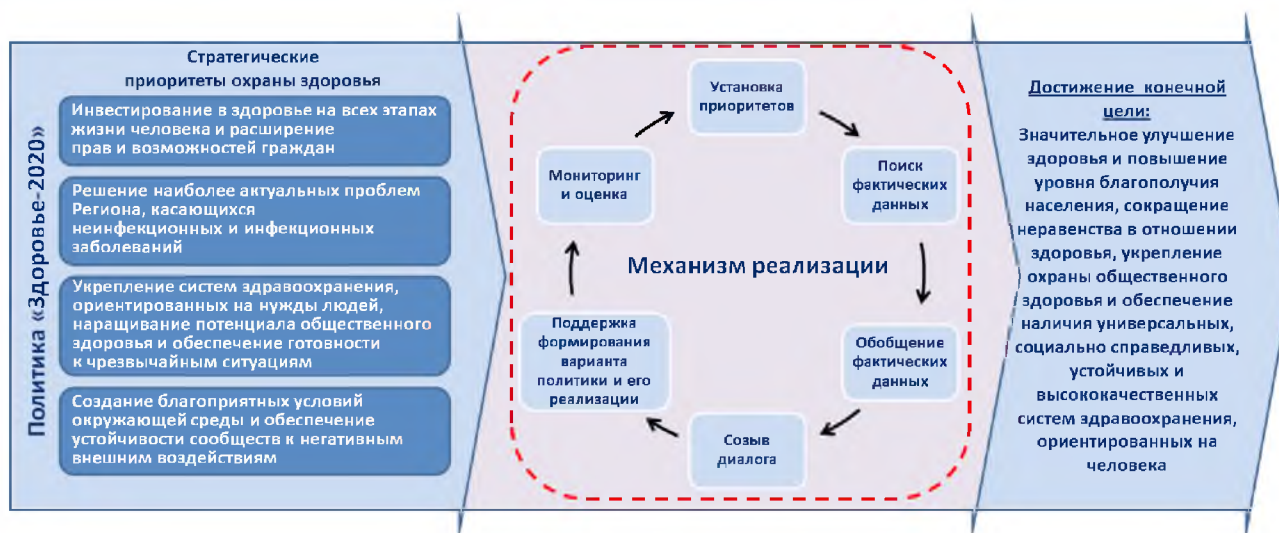 Политика «Здоровье-2020»
Стратегические
приоритеты охраны здоровья
Инвестирование в здоровье на всех этапах
жизни человека и расширение
прав и возможностей граждан
Решение наиболее актуальных проблем
Региона, касающихся
неинфекционных и инфекционных
заболеваний
Укрепление систем здравоохранения,
ориентированных на нужды людей,
наращивание потенциала общественного
здоровья и обеспечение готовности
к чрезвычайным ситуациям
Создание благоприятных условий
окружающей среды и обеспечение
устойчивости сообществ к негативным
внешним воздействиям
Установка
приоритетов
Поиск
фактических
данных
Обобщение
фактических
данных
Созыв
диалога
Поддержка
формирования
варианта
политики и его
реализации
Мониторинг
и оценка
Механизм реализации
Достижение конечной
цели:
Значительное улучшение
здоровья и повышение
уровня благополучия
населения, сокращение
неравенства в отношении
здоровья, укрепление
охраны общественного
здоровья и обеспечение
наличия универсальных,
социально справедливых,
устойчивых и
высококачественных
систем здравоохранения,
ориентированных на
человека